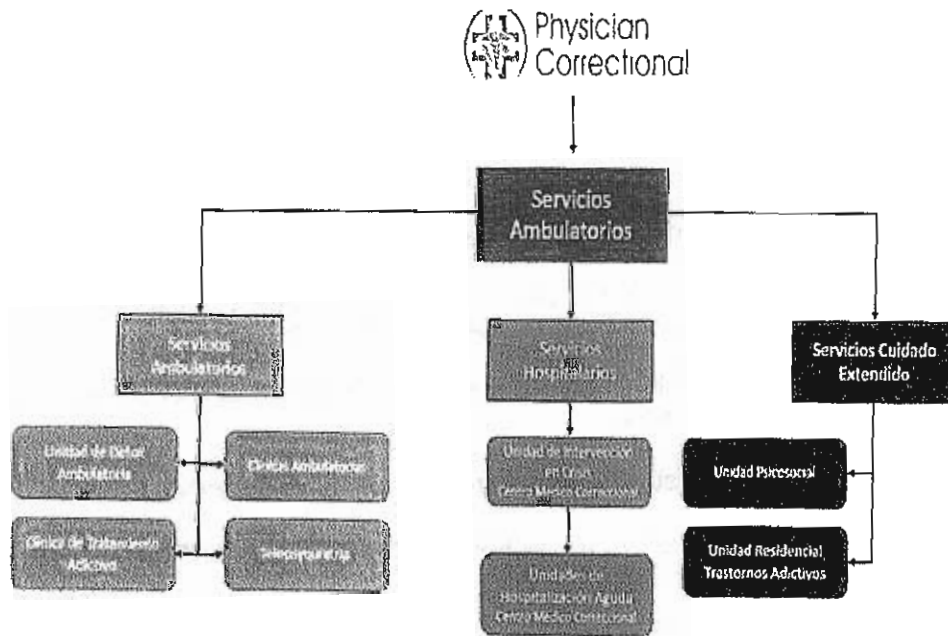 Physician
Correctional
Servicios
Ambulatorios
Servicios
Ambulatorios
Servicios
Hospitalarios
Servicios Cuidado
Extendido
Unidad de Detox
Ambulatoria
Clínicas Ambulatorias
Clínica de Tratamiento
Adictivo
Telepsiquiatría
Unidad de Intervención
en Crisis
Centro Médico Correccional
Unidades de
Hospitalización Aguda
Centro Médico Correccional
Unidad Psicosocial
Unidad Residencial
Trastornos Adictivos